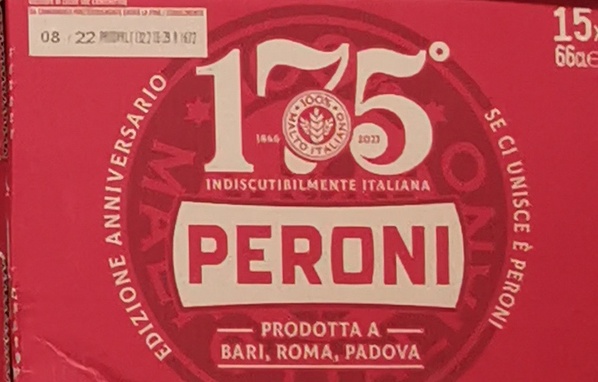 08 / 22
15x
66cl e
175°
1846
100%
MALTO ITALIANO
2021
INDISCUTIBILMENTE ITALIANA
EDIZIONE ANNIVERSARIO
SE CI UNISCE È PERONI
PERONI
PRODOTTA A
BARI, ROMA, PADOVA